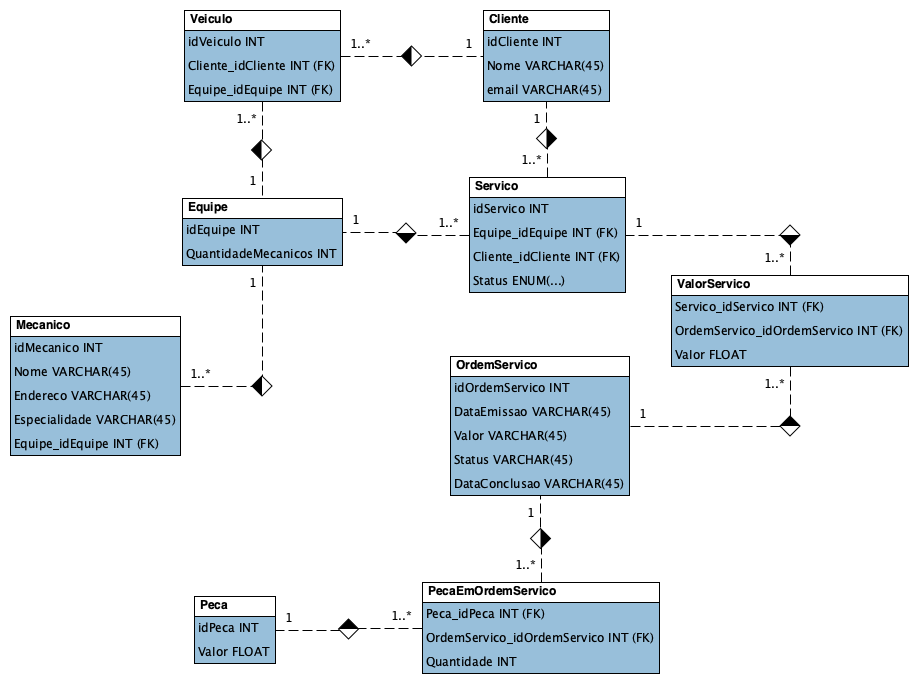 Veiculo
idVeiculo INT
Cliente_idCliente INT (FK)
Equipe_idEquipe INT (FK)
1..*
1
Cliente
idCliente INT
Nome VARCHAR(45)
email VARCHAR(45)
1..*
1
1
1..*
Equipe
idEquipe INT
QuantidadeMecanicos INT
1
1..*
Servico
idServico INT
Equipe_idEquipe INT (FK)
Cliente_idCliente INT (FK)
Status ENUM(...)
1
1..*
ValorServico
Servico_idServico INT (FK)
OrdemServico_idOrdemServico INT (FK)
Valor FLOAT
1
1..*
Mecanico
idMecanico INT
Nome VARCHAR(45)
Endereco VARCHAR(45)
Especialidade VARCHAR(45)
Equipe_idEquipe INT (FK)
OrdemServico
idOrdemServico INT
DataEmissao VARCHAR(45)
Valor VARCHAR(45)
Status VARCHAR(45)
DataConclusao VARCHAR(45)
1..*
1
1
1..*
Peca
idPeca INT
Valor FLOAT
1
1..*
PecaEmOrdemServico
Peca_idPeca INT (FK)
OrdemServico_idOrdemServico INT (FK)
Quantidade INT